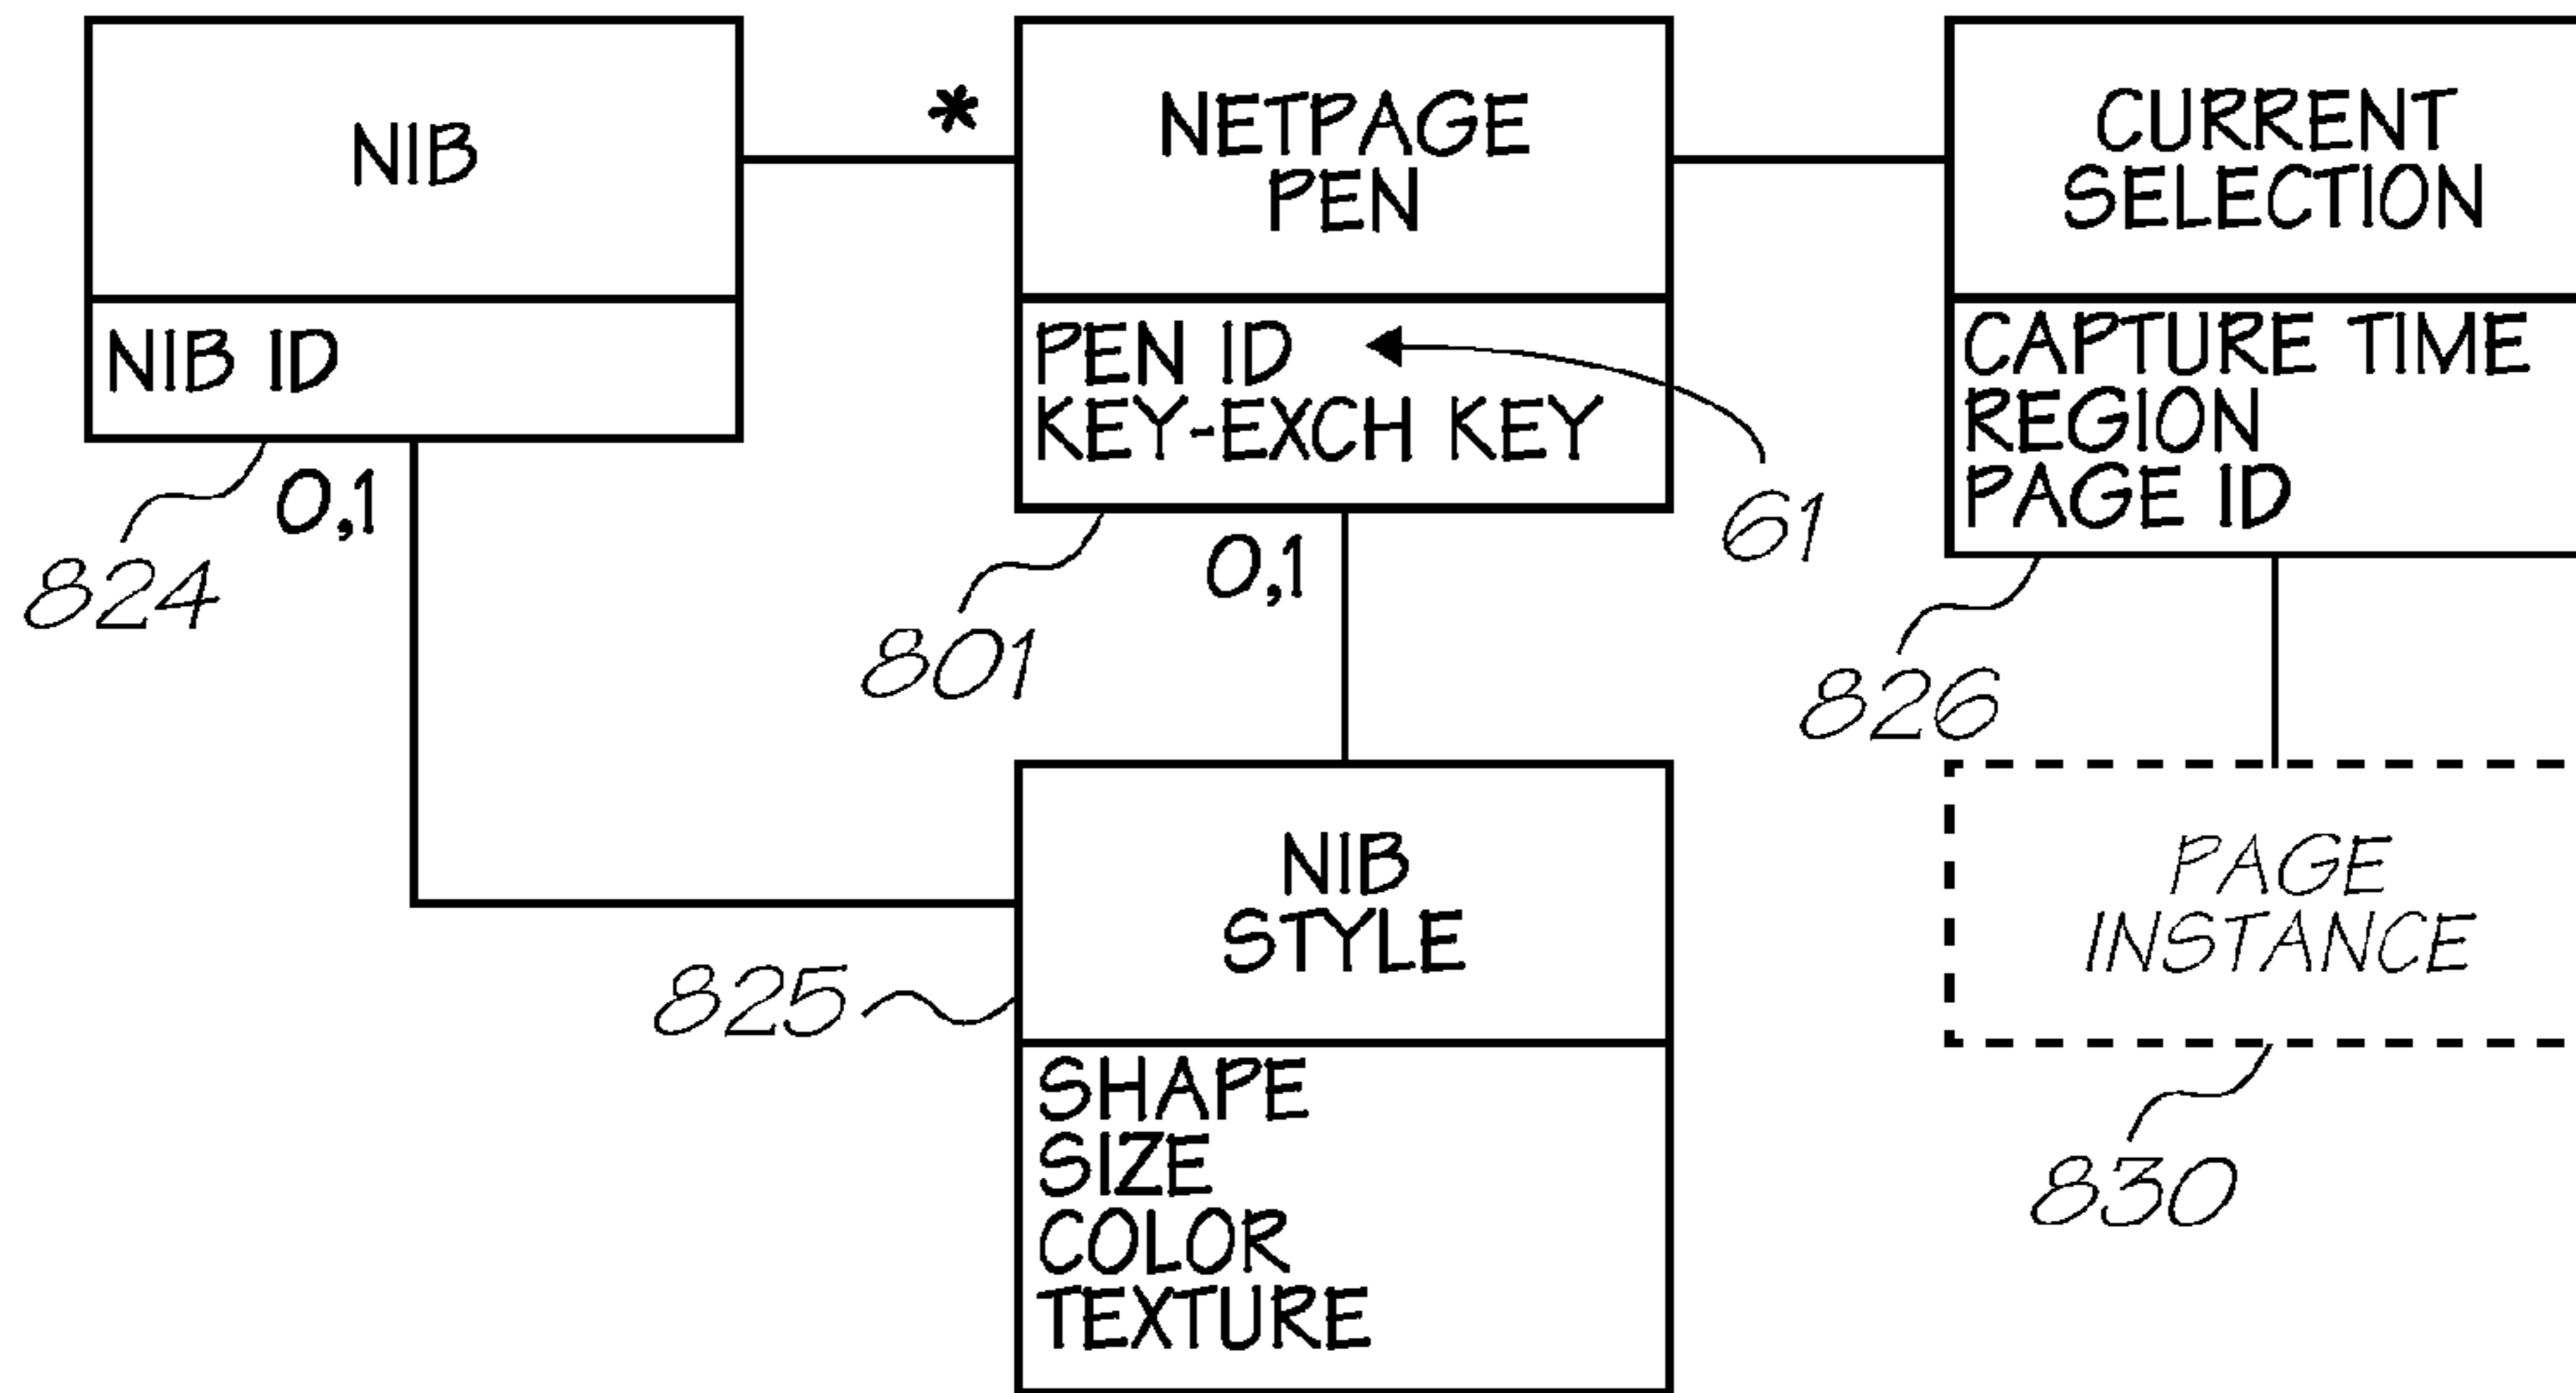 NIB
NIB ID
0,1
824
*
NETPAGE
PEN
PEN ID
KEY-EXCH KEY
61
0,1
801
CURRENT
SELECTION
CAPTURE TIME
REGION
PAGE ID
826
NIB
STYLE
825
SHAPE
SIZE
COLOR
TEXTURE
PAGE
INSTANCE
830